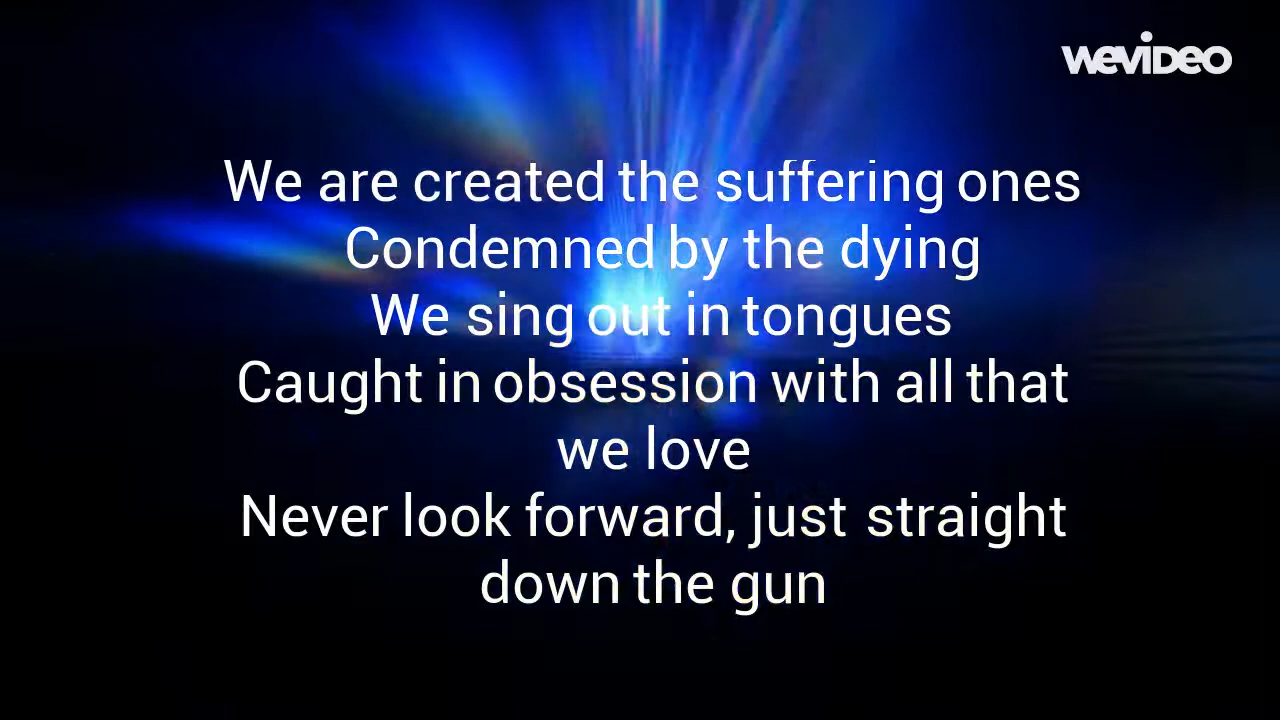 wevideo
We are created the suffering ones
Condemned by the dying
We sing out in tongues
Caught in obsession with all that
we love
Never look forward, just straight
down the gun